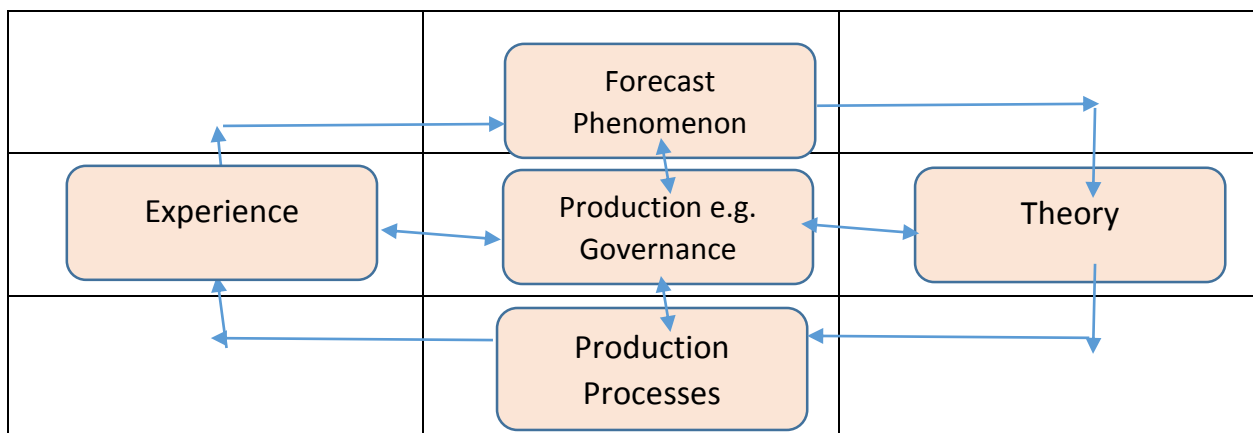 Forecast
Phenomenon
Experience
Production e.g.
Governance
Theory
Production
Processes